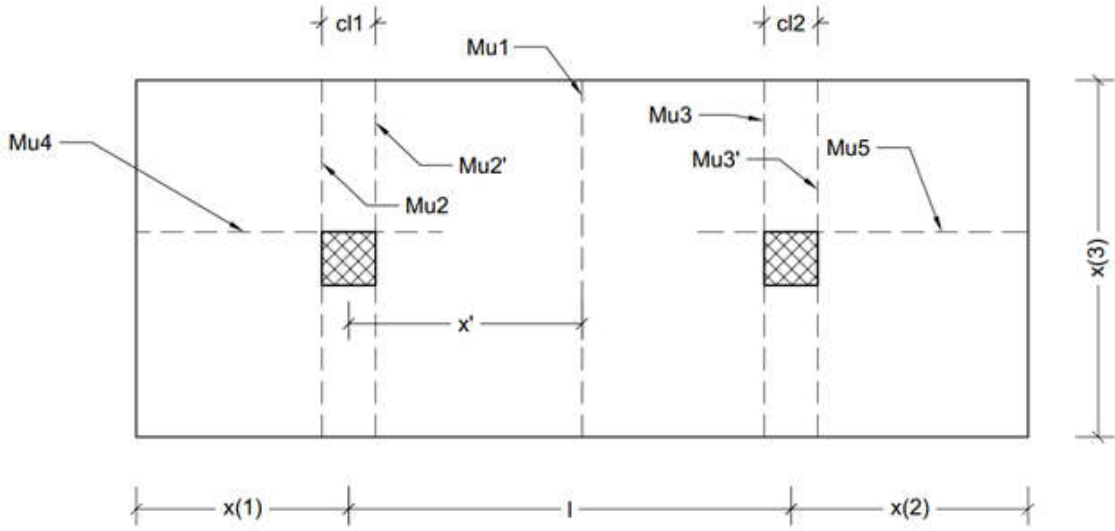 cl1
cl2
Mu1
Mu3
Mu4
Mu2'
Mu3'
Mu5
Mu2
x(3)
x'
x(1)
l
x(2)